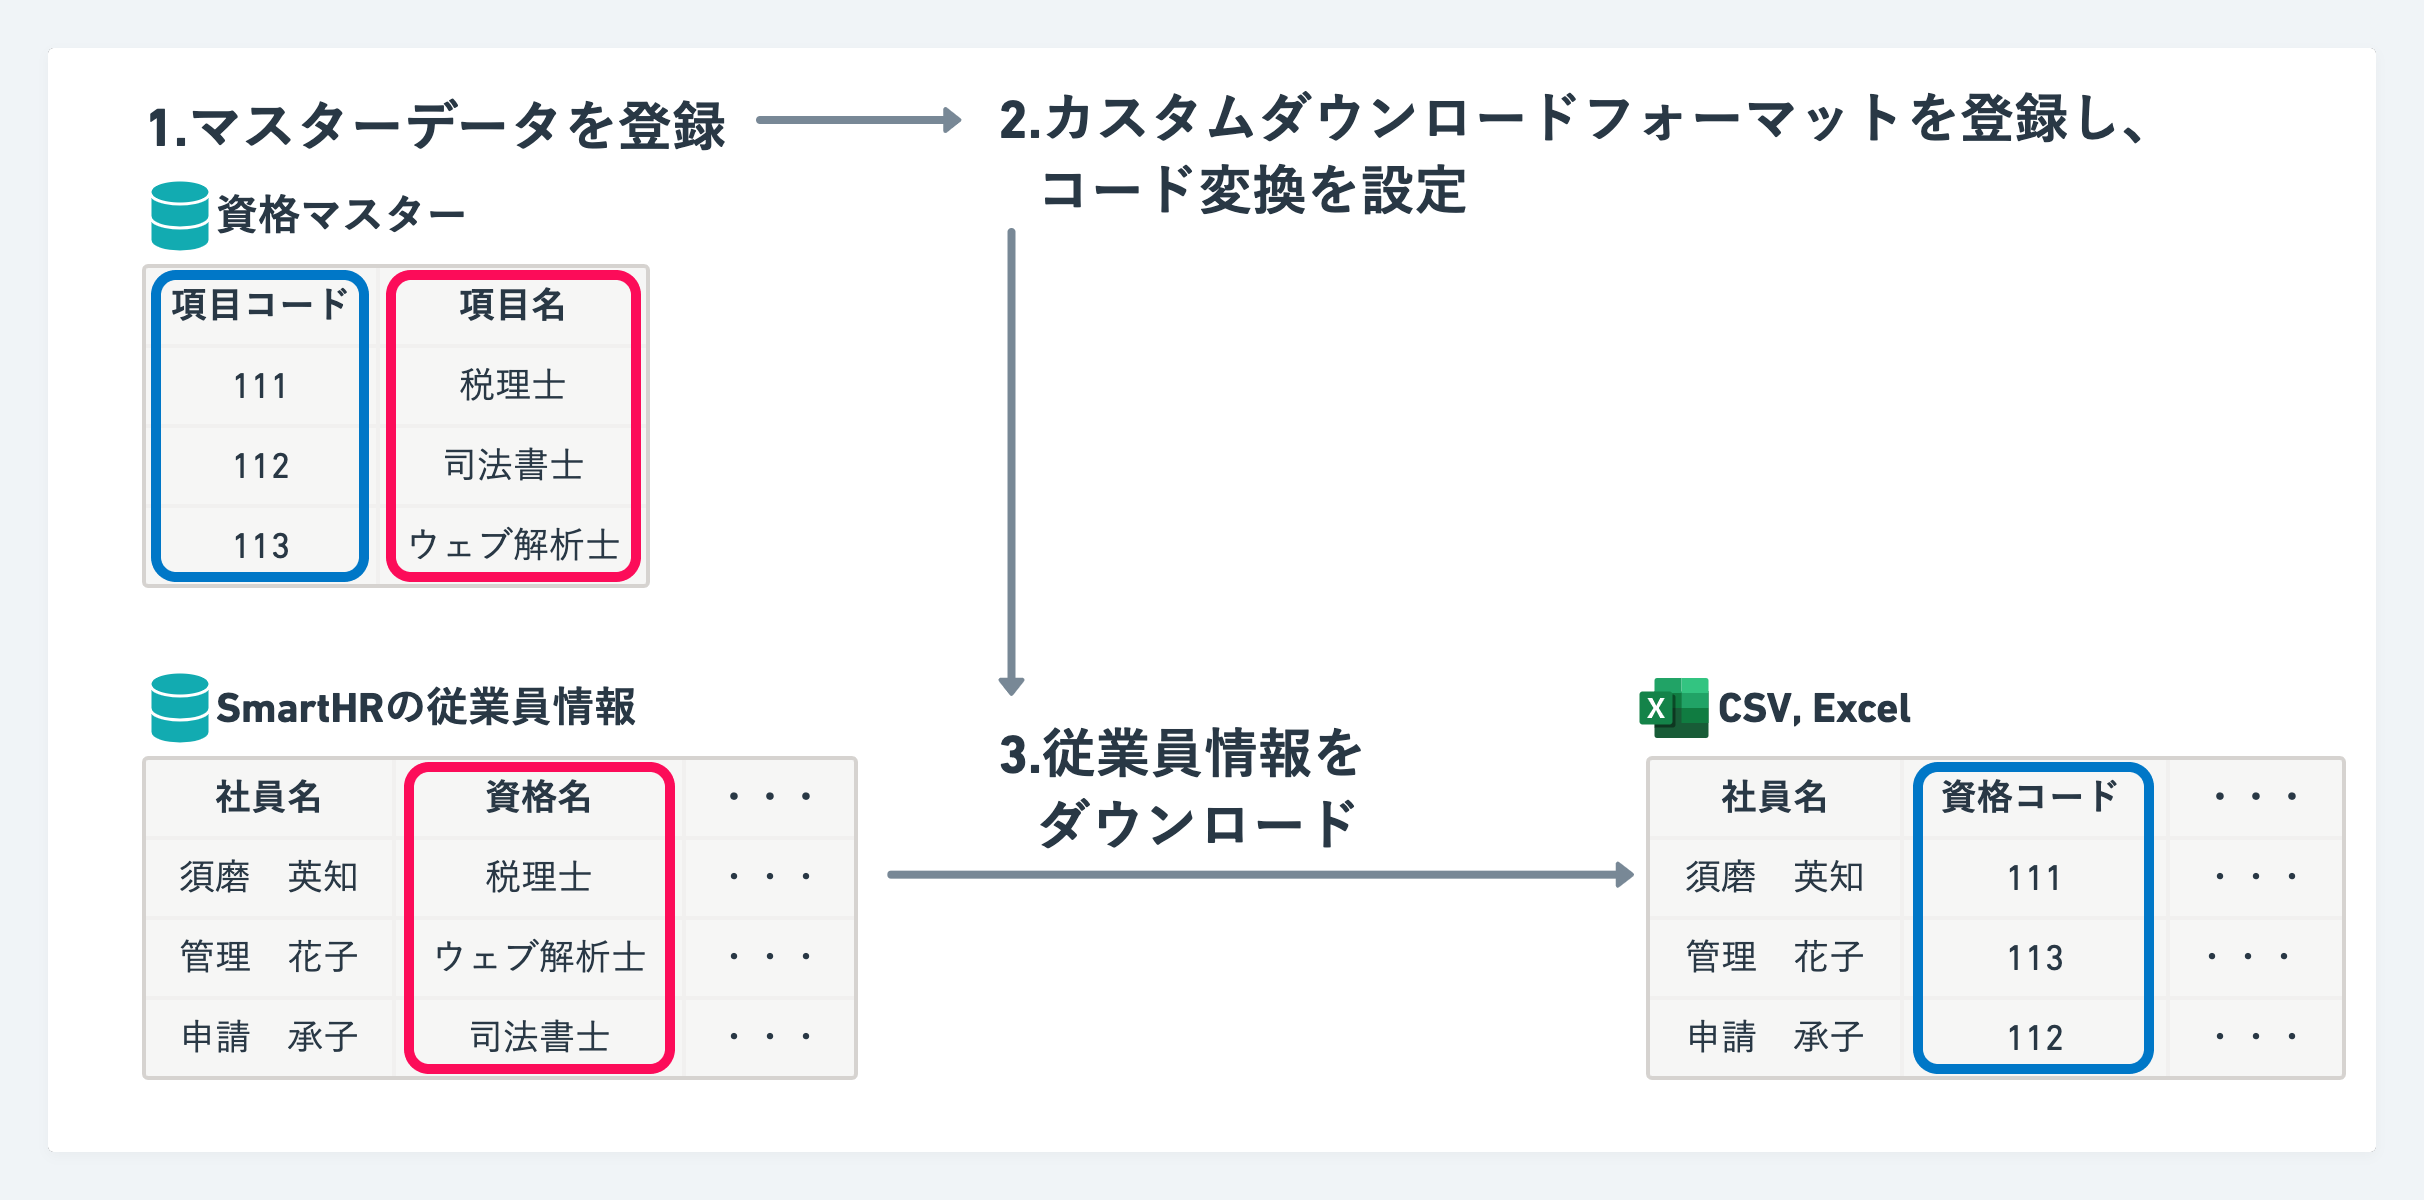 1.マスターデータを登録
2.カスタムダウンロードフォーマットを登録し、
コード変換を設定
資格マスター
項目コード 項目名
111 税理士
112 司法書士
113 ウェブ解析士
SmartHRの従業員情報
社員名 資格名 ・・・
須磨　英知 税理士 ・・・
管理　花子 ウェブ解析士 ・・・
申請　承子 司法書士 ・・・
3.従業員情報を
ダウンロード
X CSV, Excel
社員名 資格コード ・・・
須磨　英知 111 ・・・
管理　花子 113 ・・・
申請　承子 112 ・・・